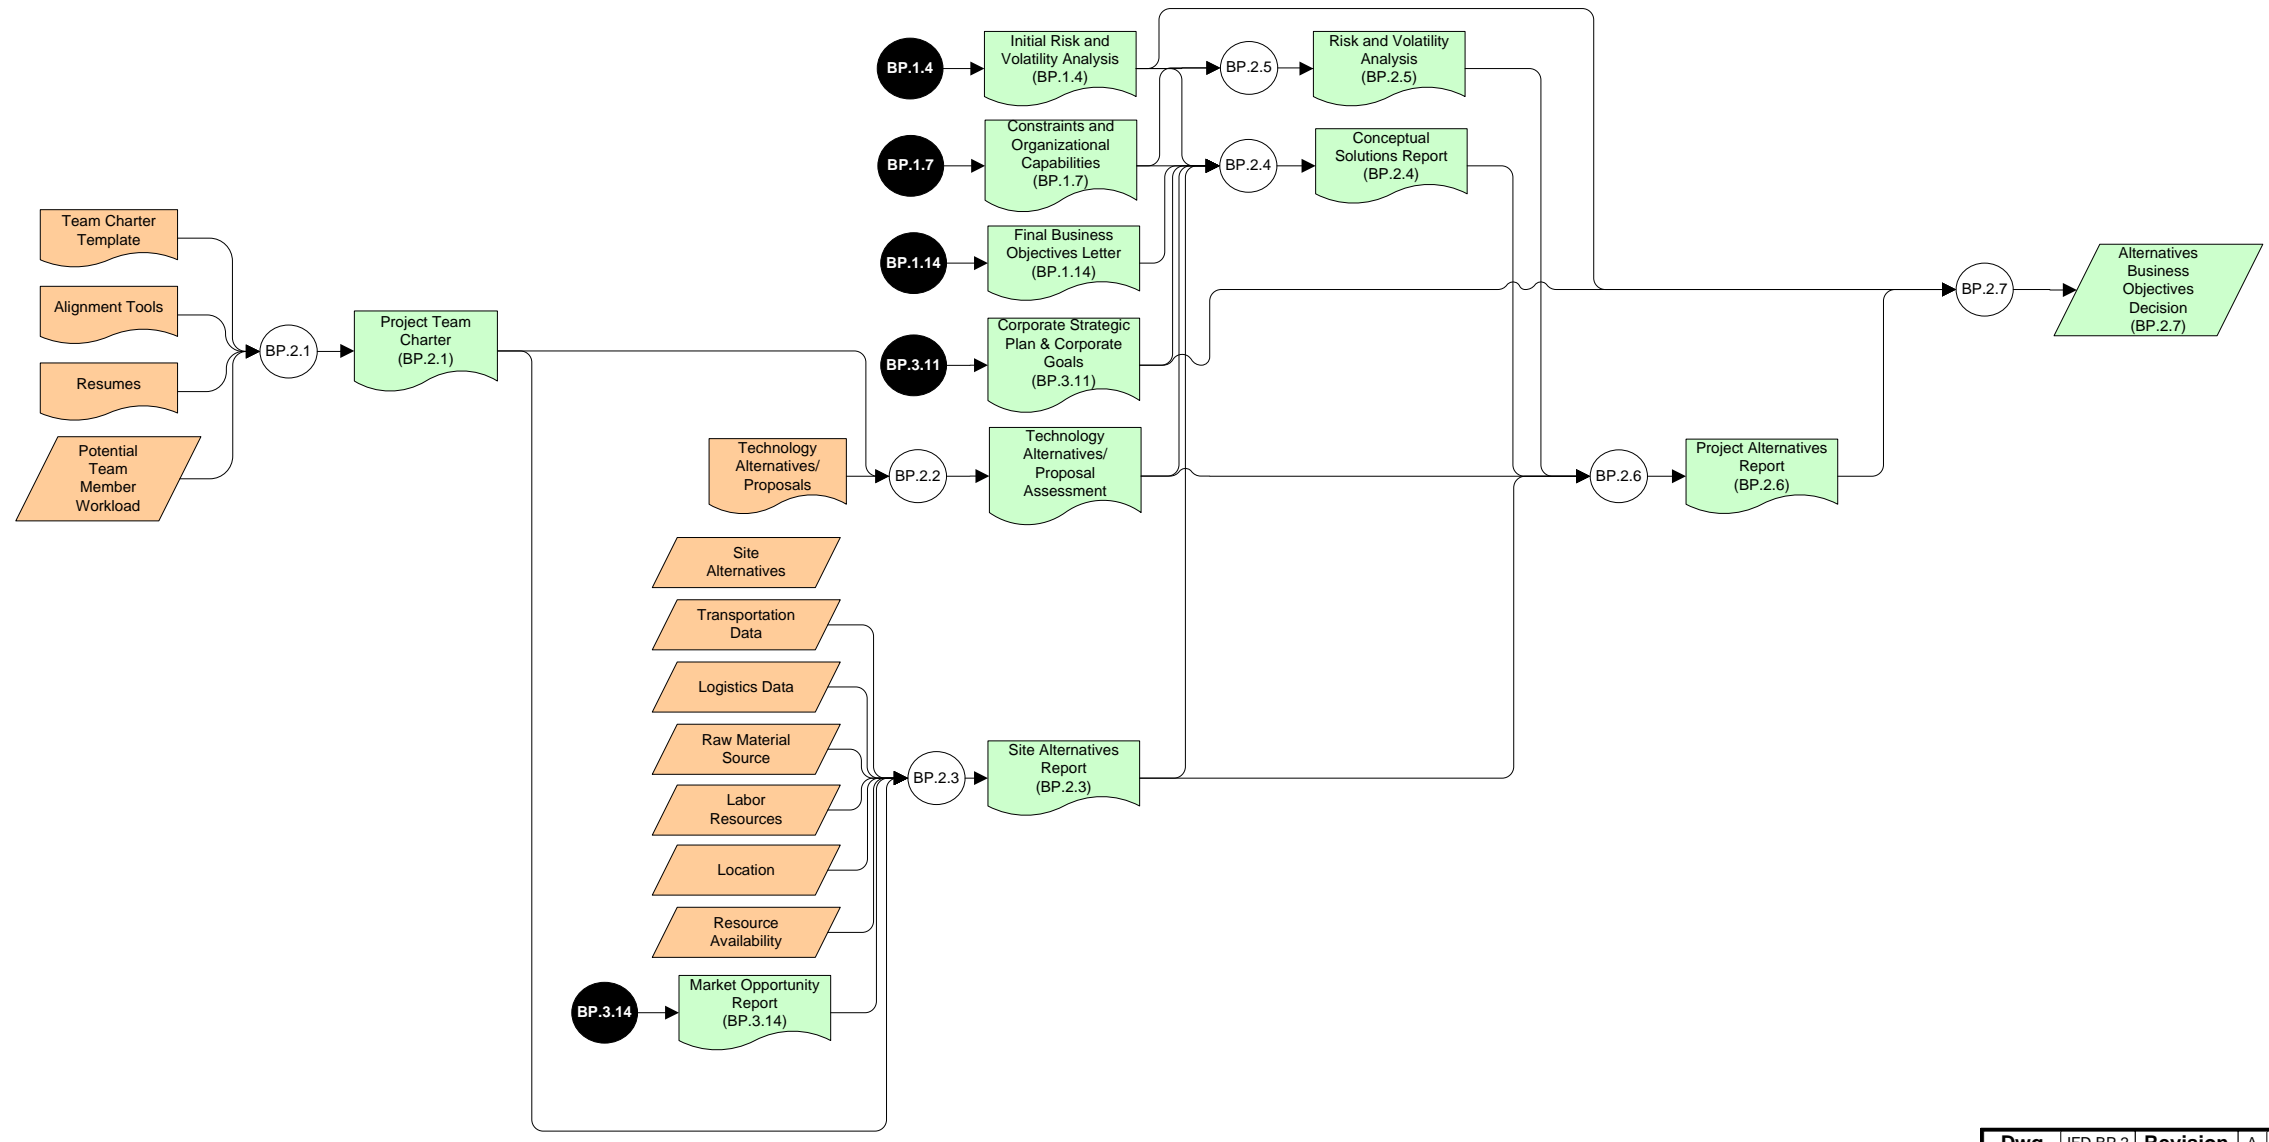 BP.1.4
Initial Risk and
Volatility Analysis
(BP.1.4)
BP.2.5
Risk and Volatility
Analysis
(BP.2.5)
BP.1.7
Constraints and
Organizational
Capabilities
(BP.1.7)
BP.2.4
Conceptual
Solutions Report
(BP.2.4)
BP.1.14
Final Business
Objectives Letter
(BP.1.14)
BP.3.11
Corporate Strategic
Plan & Corporate
Goals
(BP.3.11)
BP.2.7
Alternatives
Business
Objectives
Decision
(BP.2.7)
Team Charter
Template
Alignment Tools
Resumes
Potential
Team
Member
Workload
BP.2.1
Project Team
Charter
(BP.2.1)
Technology
Alternatives/
Proposals
BP.2.2
Technology
Alternatives/
Proposal
Assessment
BP.2.6
Project Alternatives
Report
(BP.2.6)
Site
Alternatives
Transportation
Data
Logistics Data
Raw Material
Source
Labor
Resources
Location
Resource
Availability
BP.2.3
Site Alternatives
Report
(BP.2.3)
BP.3.14
Market Opportunity
Report
(BP.3.14)
Dwg IFD.BP.2 Revision A